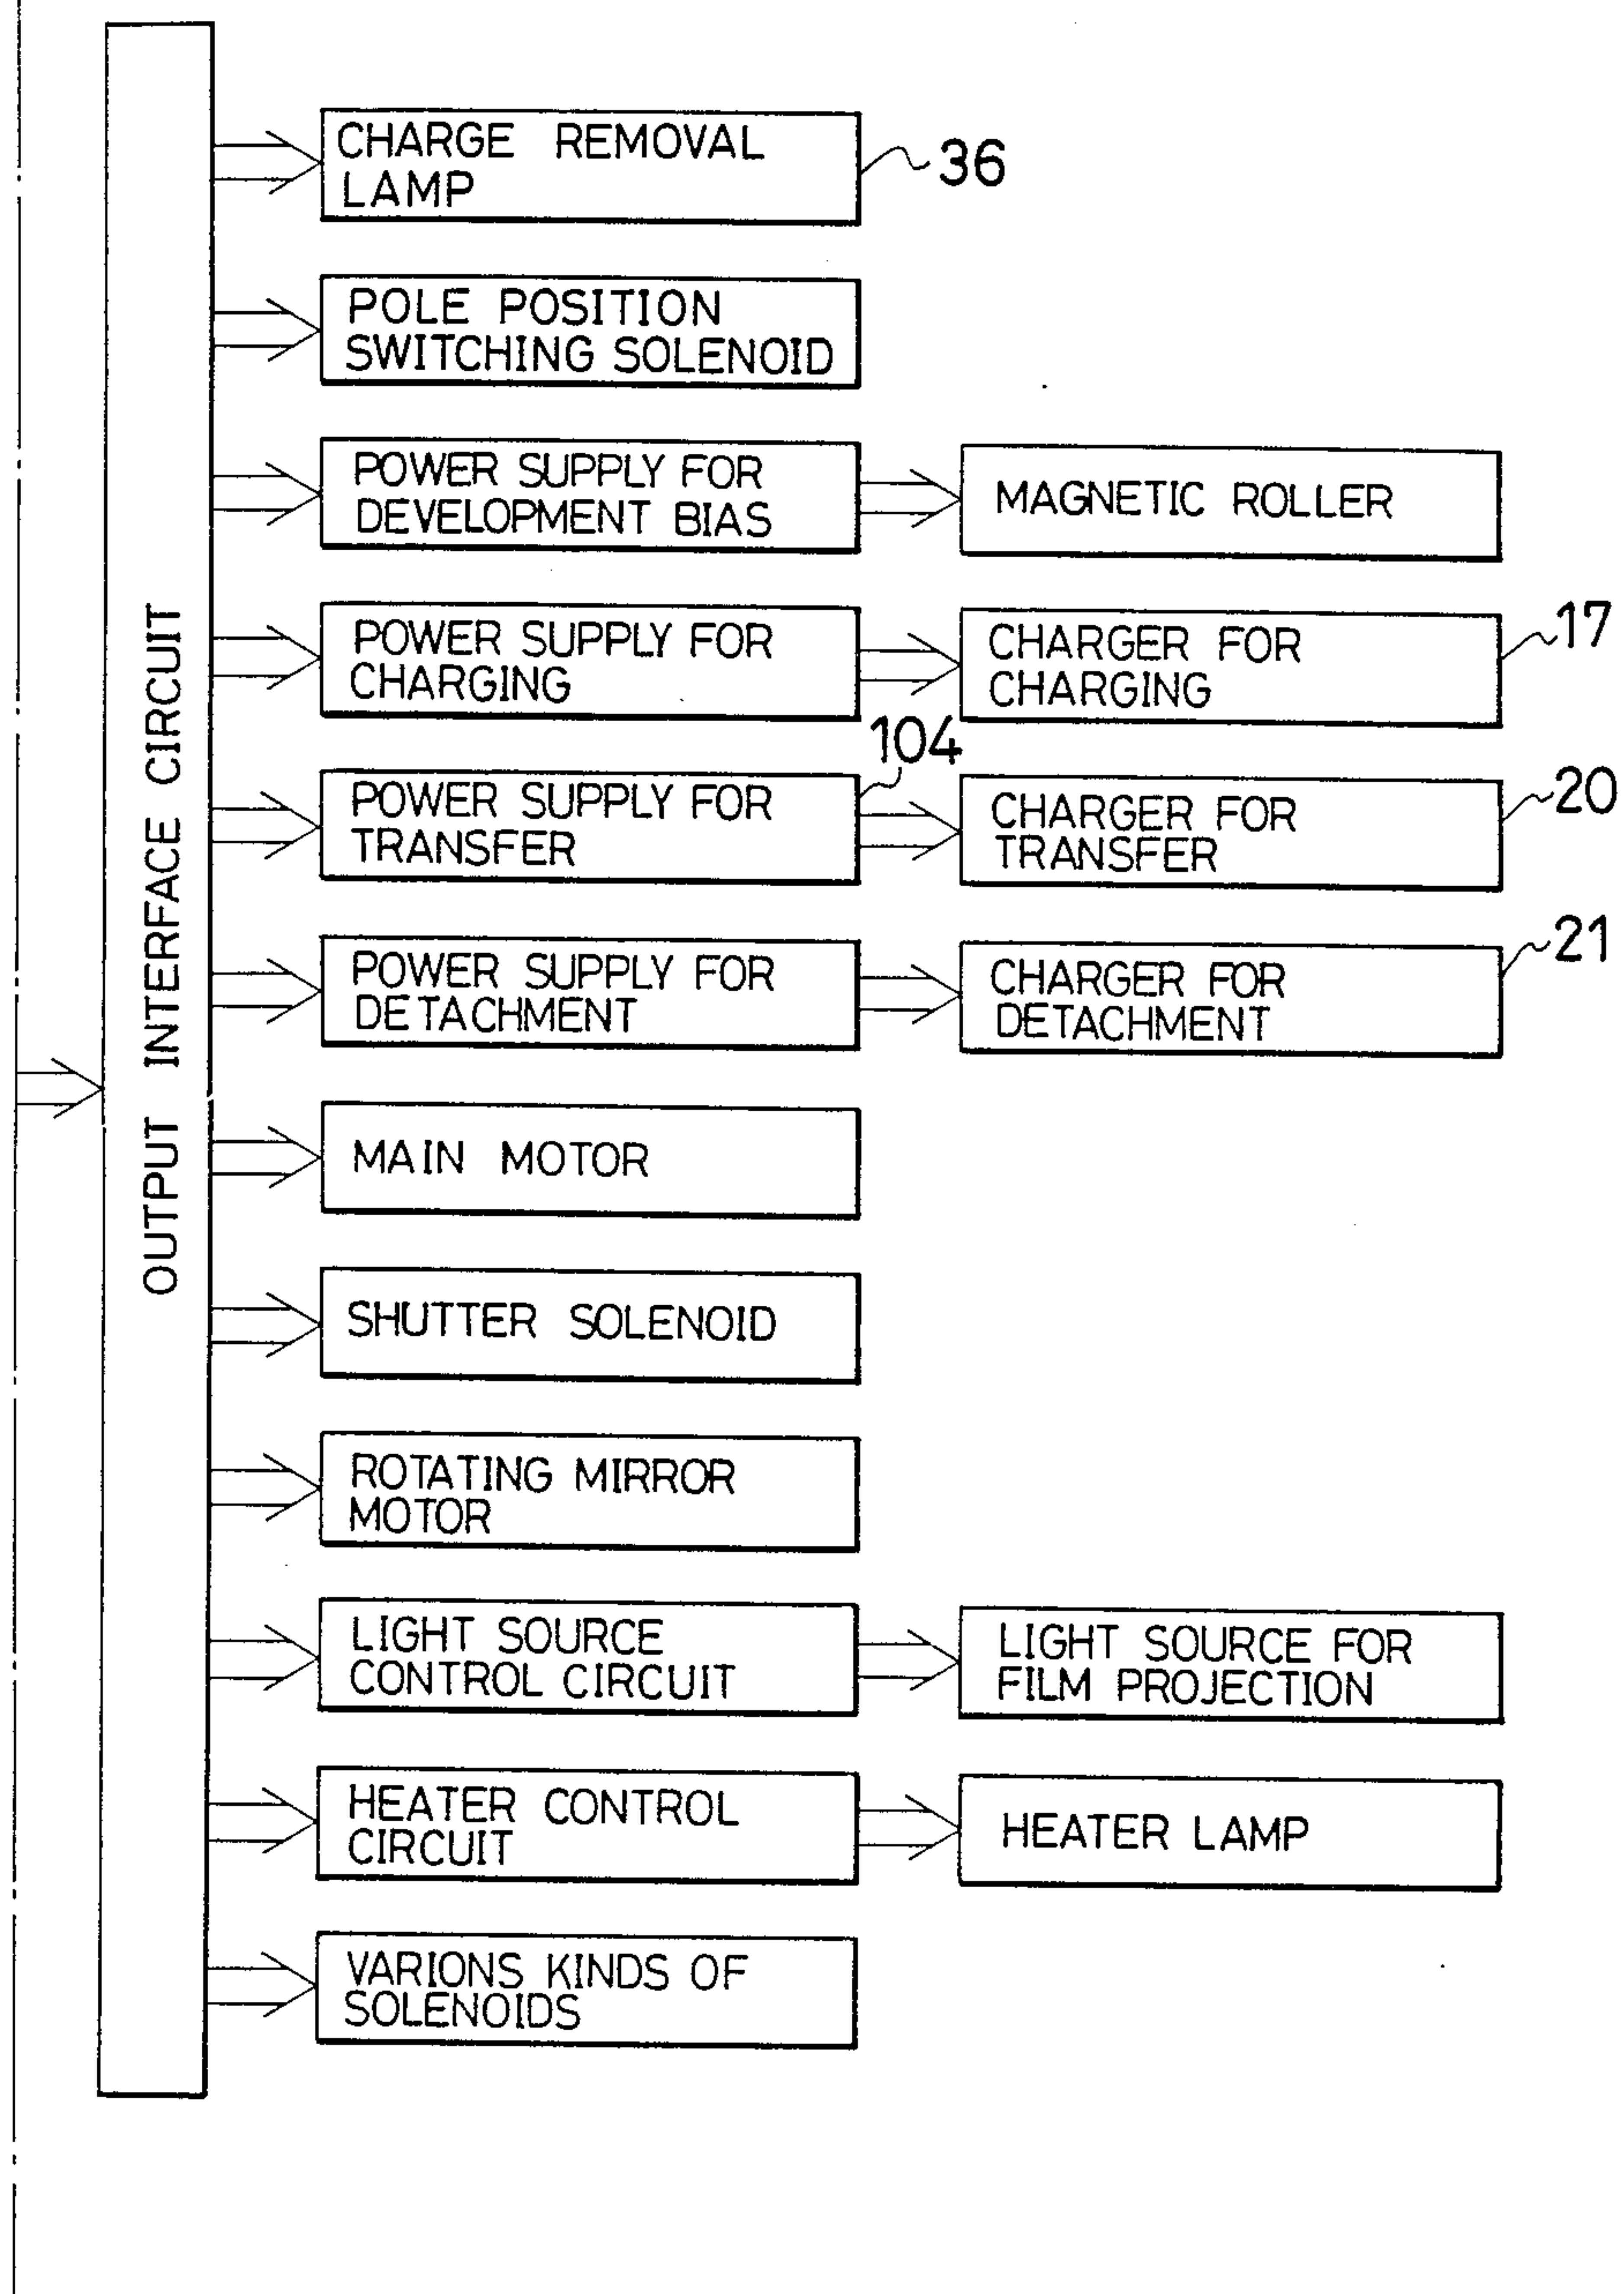 OUTPUT INTERFACE CIRCUIT
CHARGE REMOVAL
LAMP
36
POLE POSITION
SWITCHING SOLENOID
POWER SUPPLY FOR
DEVELOPMENT BIAS
MAGNETIC ROLLER
POWER SUPPLY FOR
CHARGING
CHARGER FOR
CHARGING
17
POWER SUPPLY FOR
TRANSFER
104
CHARGER FOR
TRANSFER
20
POWER SUPPLY FOR
DETACHMENT
CHARGER FOR
DETACHMENT
21
MAIN MOTOR
SHUTTER SOLENOID
ROTATING MIRROR
MOTOR
LIGHT SOURCE
CONTROL CIRCUIT
LIGHT SOURCE FOR
FILM PROJECTION
HEATER CONTROL
CIRCUIT
HEATER LAMP
VARIONS KINDS OF
SOLENOIDS